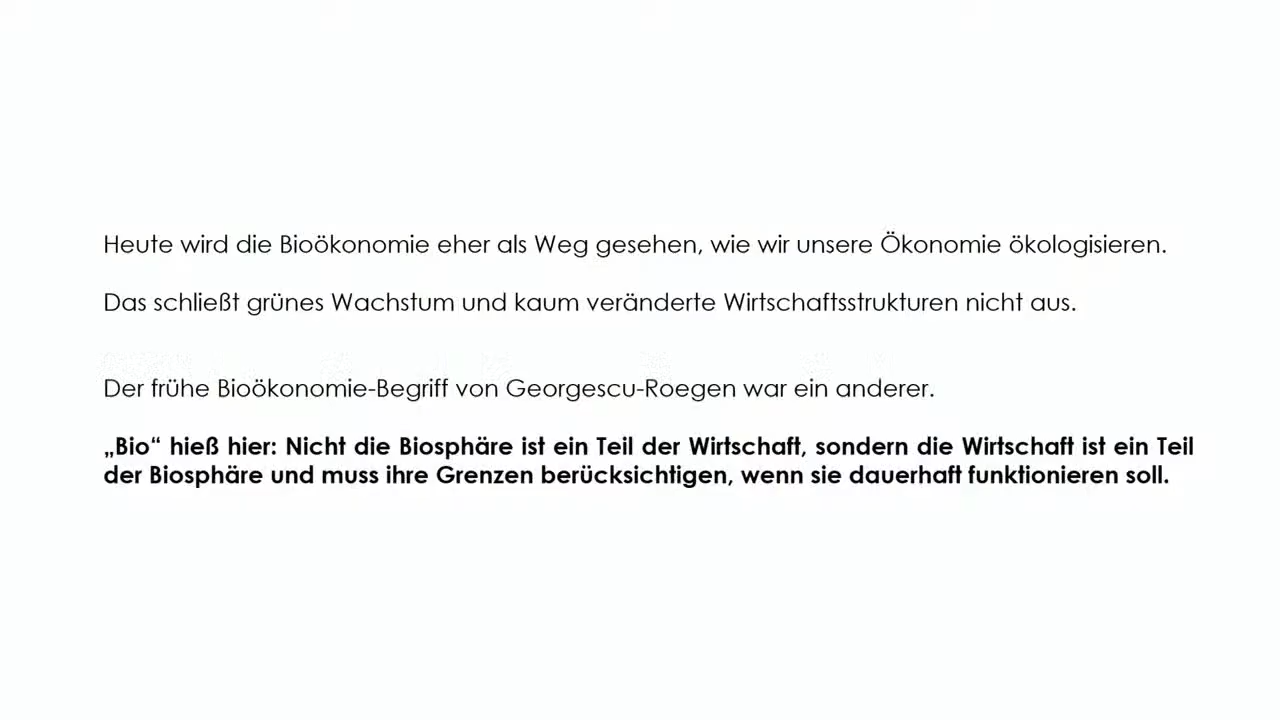 Heute wird die Bioökonomie eher als Weg gesehen, wie wir unsere Ökonomie ökologisieren.
Das schließt grünes Wachstum und kaum veränderte Wirtschaftsstrukturen nicht aus.
Der frühe Bioökonomie-Begriff von Georgescu-Roegen war ein anderer.
„Bio“ hieß hier: Nicht die Biosphäre ist ein Teil der Wirtschaft, sondern die Wirtschaft ist ein Teil
der Biosphäre und muss ihre Grenzen berücksichtigen, wenn sie dauerhaft funktionieren soll.